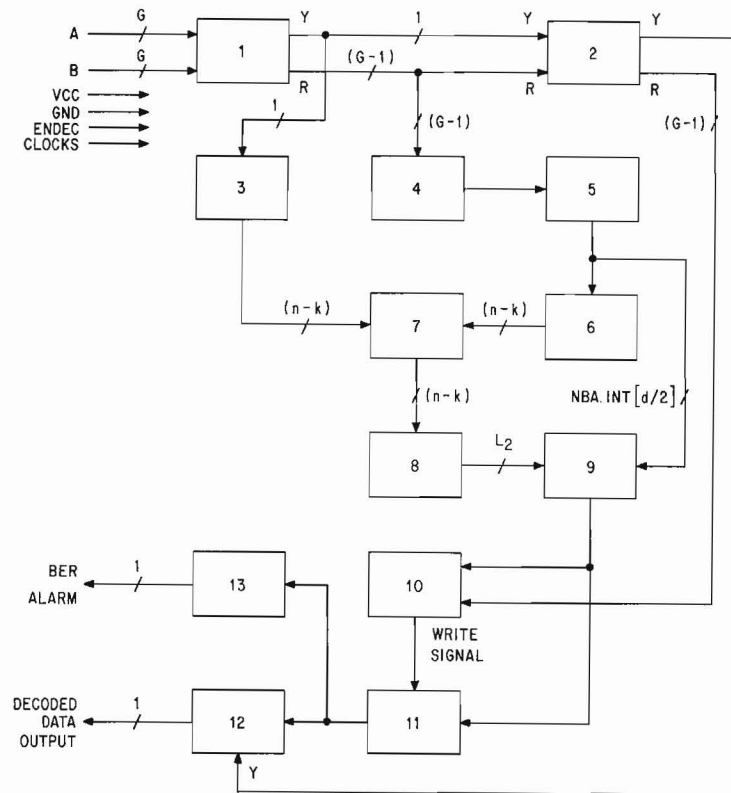 A G Y 1 Y Y
1 2
B G R (G-1) R R
VCC
GND
ENDEC
CLOCKS
1 (G-1) (G-1)
3 4 5
(n-k) 7 (n-k) 6
(n-k) NBA.INT[d/2]
8 L2 9
BER
ALARM
1 13 10
WRITE
SIGNAL
DECODED
DATA
OUTPUT
1 12 11
Y